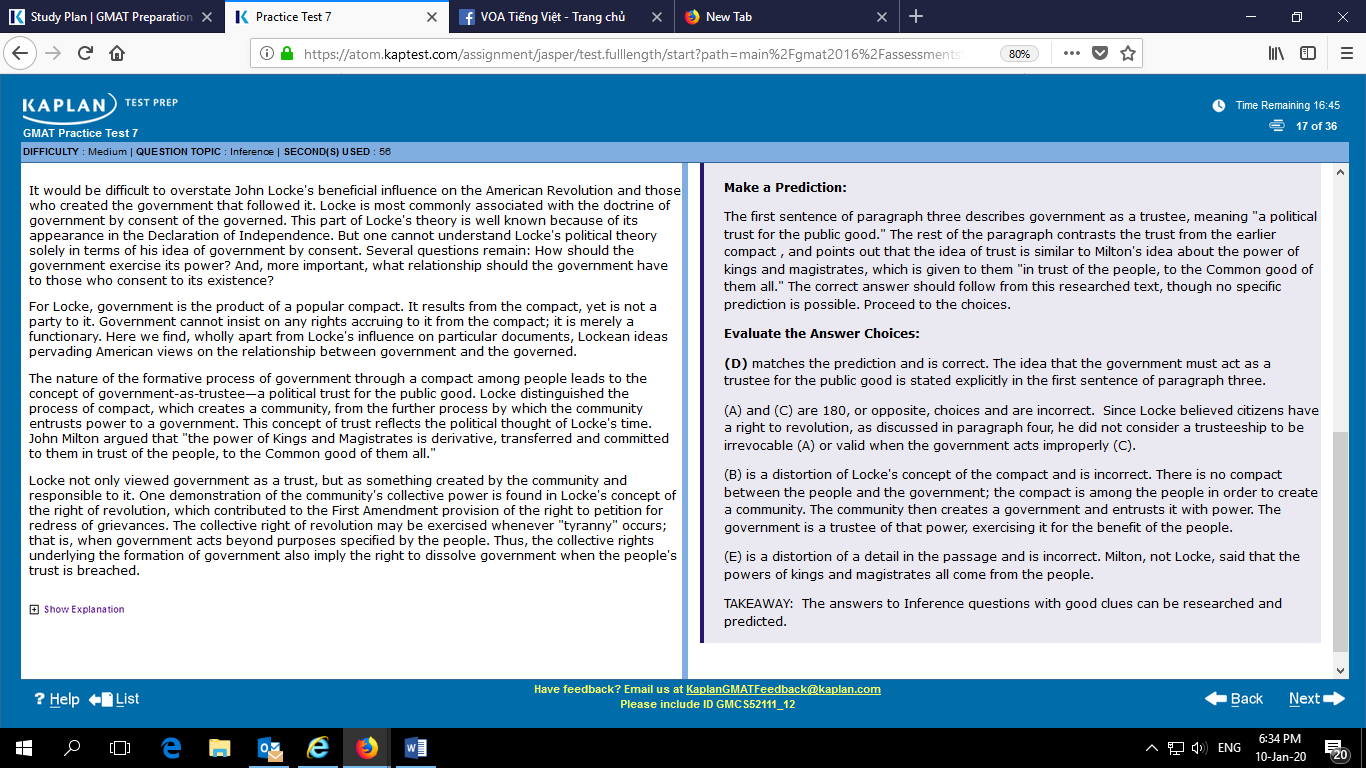 Study Plan | GMAT Preparation
Practice Test 7
VOA Tiếng Việt - Trang chủ
New Tab
https://atom.kaptest.com/assignment/jasper/test.fulllength/start?path=main%2Fgmat2016%2Fassessments
80%
KAPLAN TEST PREP
Time Remaining 16:45
GMAT Practice Test 7
17 of 36
DIFFICULTY : Medium | QUESTION TOPIC : Inference | SECOND(S) USED : 56
It would be difficult to overstate John Locke's beneficial influence on the American Revolution and those
who created the government that followed it. Locke is most commonly associated with the doctrine of
government by consent of the governed. This part of Locke's theory is well known because of its
appearance in the Declaration of Independence. But one cannot understand Locke's political theory
solely in terms of his idea of government by consent. Several questions remain: How should the
government exercise its power? And, more important, what relationship should the government have
to those who consent to its existence?
For Locke, government is the product of a popular compact. It results from the compact, yet is not a
party to it. Government cannot insist on any rights accruing to it from the compact; it is merely a
functionary. Here we find, wholly apart from Locke's influence on particular documents, Lockean ideas
pervading American views on the relationship between government and the governed.
The nature of the formative process of government through a compact among people leads to the
concept of government-as-trustee—a political trust for the public good. Locke distinguished the
process of compact, which creates a community, from the further process by which the community
entrusts power to a government. This concept of trust reflects the political thought of Locke's time.
John Milton argued that "the power of Kings and Magistrates is derivative, transferred and committed
to them in trust of the people, to the Common good of them all."
Locke not only viewed government as a trust, but as something created by the community and
responsible to it. One demonstration of the community's collective power is found in Locke's concept of
the right of revolution, which contributed to the First Amendment provision of the right to petition for
redress of grievances. The collective right of revolution may be exercised whenever "tyranny" occurs;
that is, when government acts beyond purposes specified by the people. Thus, the collective rights
underlying the formation of government also imply the right to dissolve government when the people's
trust is breached.
Show Explanation
Make a Prediction:
The first sentence of paragraph three describes government as a trustee, meaning "a political
trust for the public good." The rest of the paragraph contrasts the trust from the earlier
compact , and points out that the idea of trust is similar to Milton's idea about the power of
kings and magistrates, which is given to them "in trust of the people, to the Common good of
them all." The correct answer should follow from this researched text, though no specific
prediction is possible. Proceed to the choices.
Evaluate the Answer Choices:
(D) matches the prediction and is correct. The idea that the government must act as a
trustee for the public good is stated explicitly in the first sentence of paragraph three.
(A) and (C) are 180, or opposite, choices and are incorrect.  Since Locke believed citizens have
a right to revolution, as discussed in paragraph four, he did not consider a trusteeship to be
irrevocable (A) or valid when the government acts improperly (C).
(B) is a distortion of Locke's concept of the compact and is incorrect. There is no compact
between the people and the government; the compact is among the people in order to create
a community. The community then creates a government and entrusts it with power. The
government is a trustee of that power, exercising it for the benefit of the people.
(E) is a distortion of a detail in the passage and is incorrect. Milton, not Locke, said that the
powers of kings and magistrates all come from the people.
TAKEAWAY:  The answers to Inference questions with good clues can be researched and
predicted.
? Help
List
Have feedback? Email us at KaplanGMATFeedback@kaplan.com
Please include ID GMCS52111_12
Back
Next
ENG
6:34 PM
10-Jan-20
20